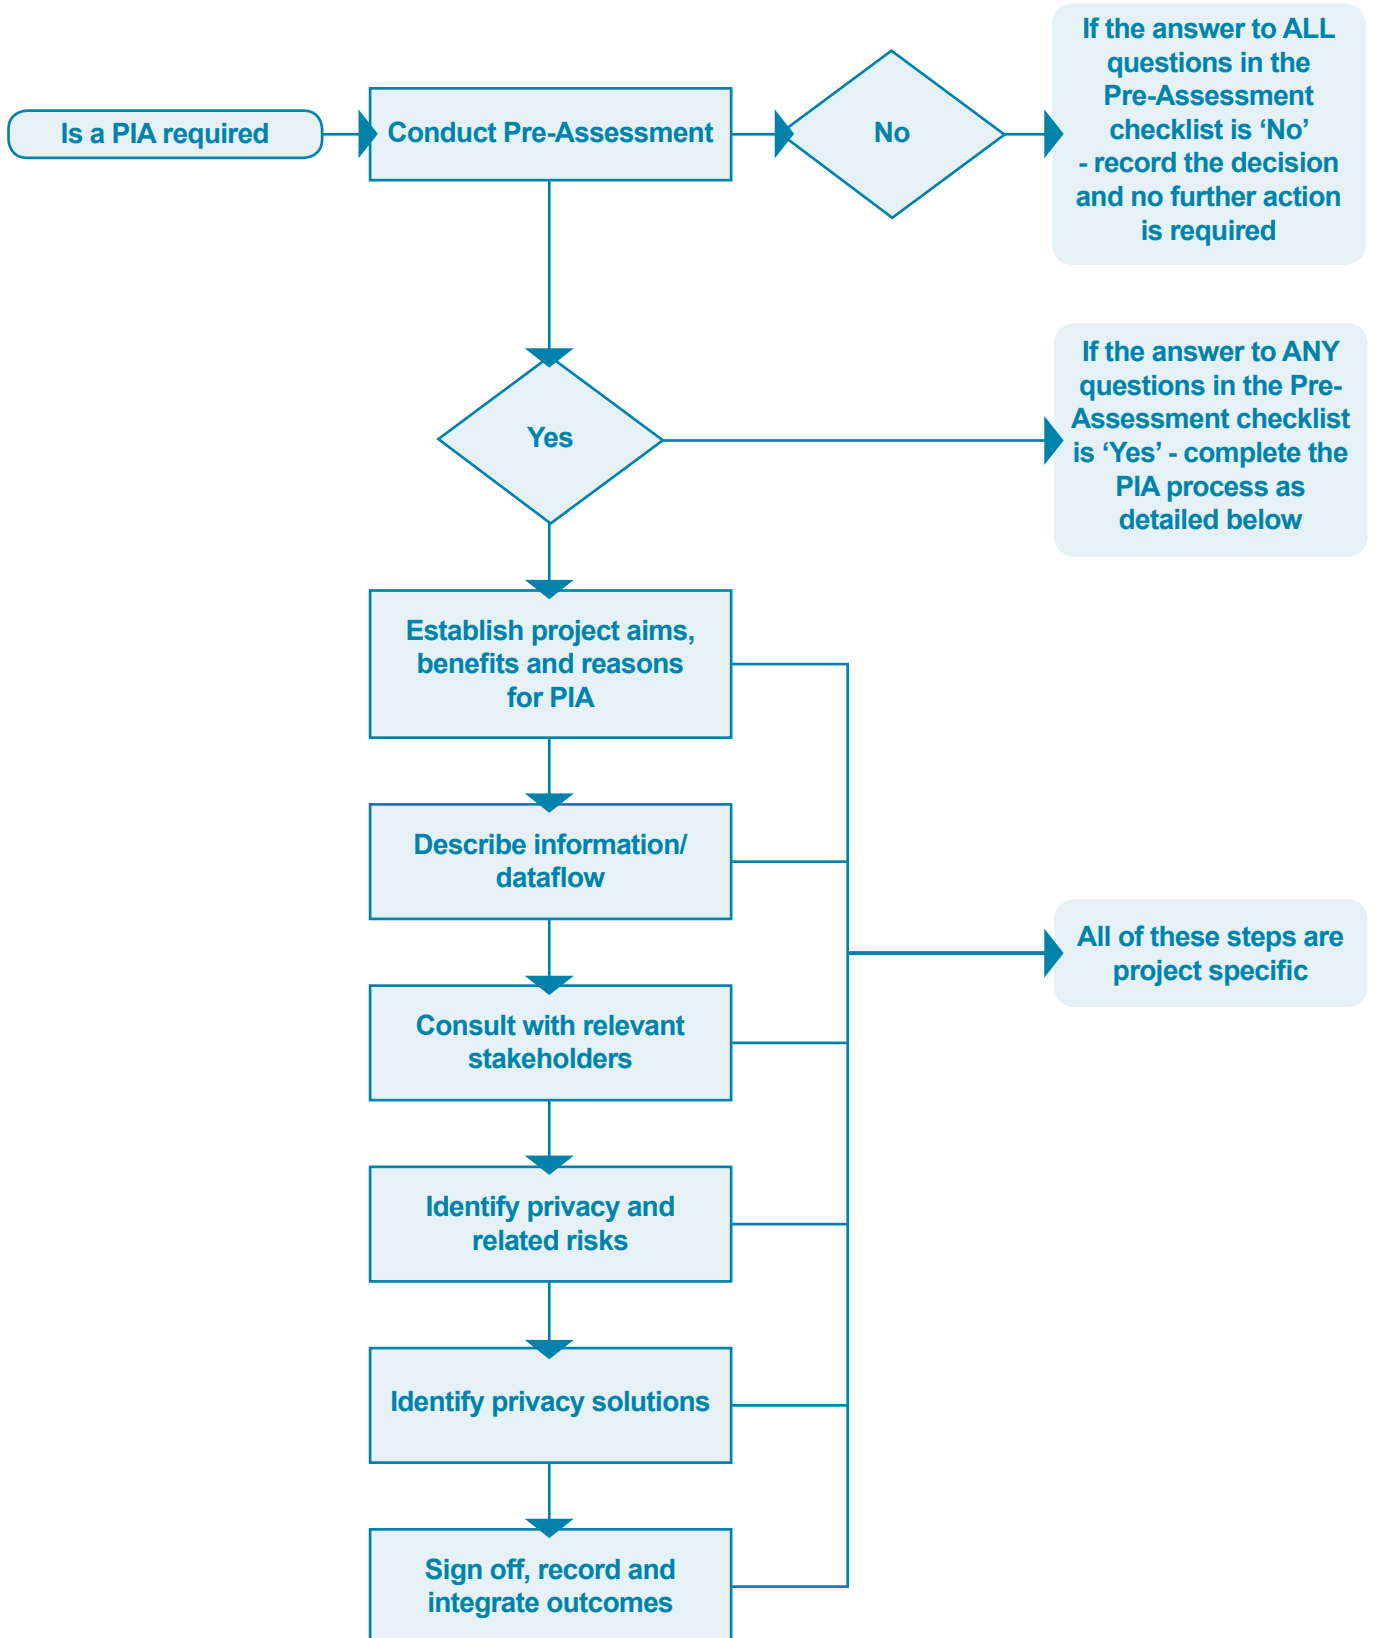 Is a PIA required
Conduct Pre-Assessment
No
If the answer to ALL
questions in the
Pre-Assessment
checklist is ‘No’
- record the decision
and no further action
is required
Yes
If the answer to ANY
questions in the Pre-
Assessment checklist
is ‘Yes’ - complete the
PIA process as
detailed below
Establish project aims,
benefits and reasons
for PIA
Describe information/
dataflow
Consult with relevant
stakeholders
All of these steps are
project specific
Identify privacy and
related risks
Identify privacy solutions
Sign off, record and
integrate outcomes